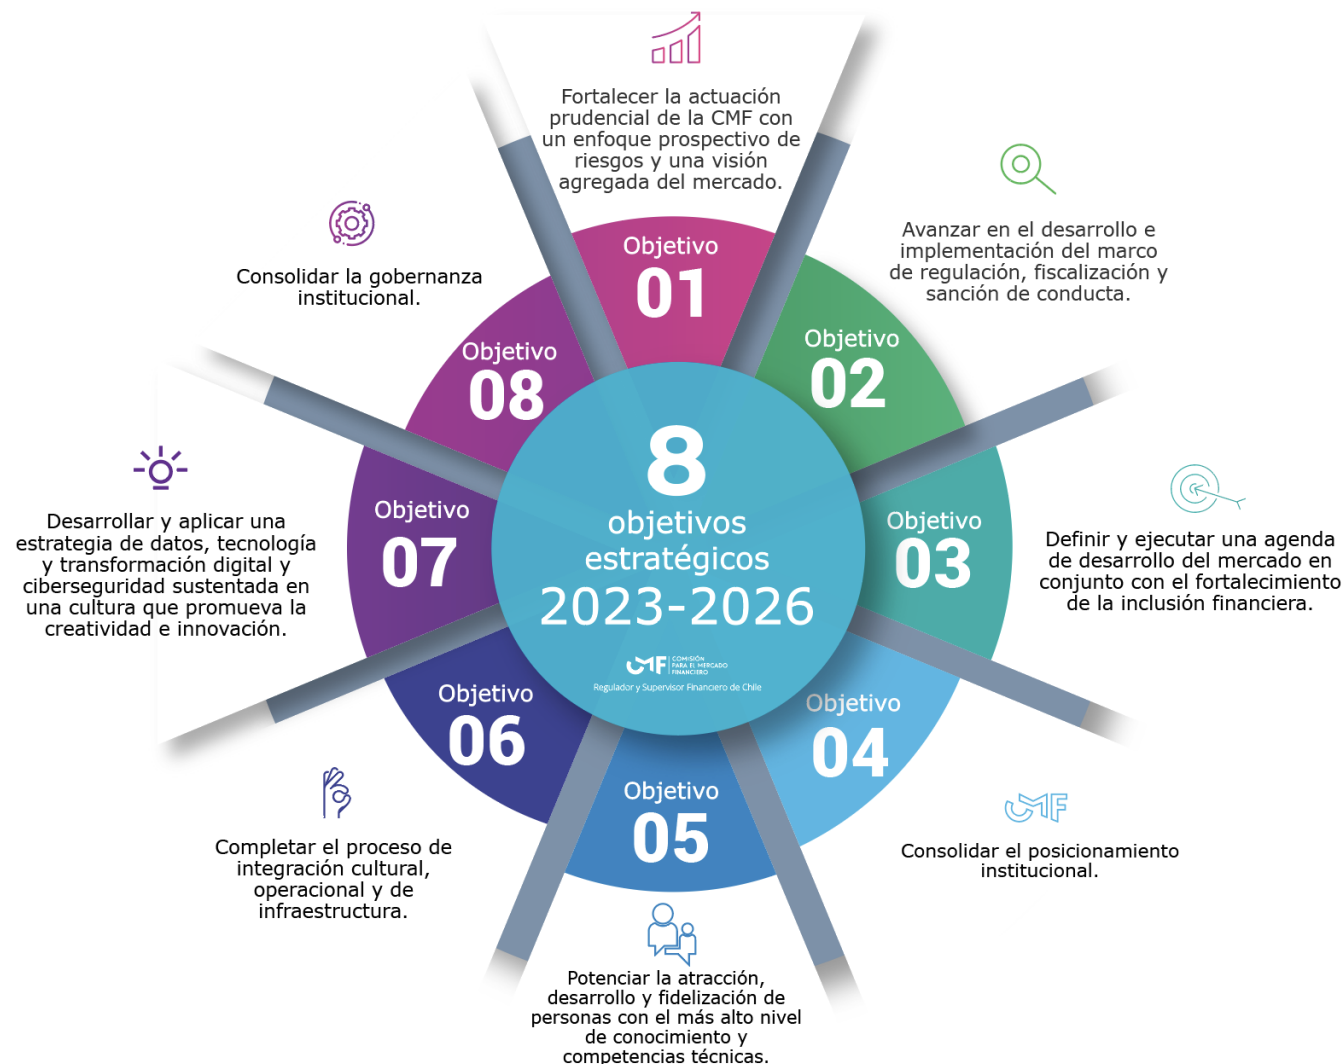 Fortalecer la actuación
prudencial de la CMF con
un enfoque prospectivo de
riesgos y una visión
agregada del mercado.
Objetivo
01
Avanzar en el desarrollo e
implementación del marco
de regulación, fiscalización y
sanción de conducta.
Objetivo
02
Definir y ejecutar una agenda
de desarrollo del mercado en
conjunto con el fortalecimiento
de la inclusión financiera.
Objetivo
03
Consolidar el posicionamiento
institucional.
CMF
Objetivo
04
Potenciar la atracción,
desarrollo y fidelización de
personas con el más alto nivel
de conocimiento y
competencias técnicas.
Objetivo
05
Completar el proceso de
integración cultural,
operacional y de
infraestructura.
Objetivo
06
Desarrollar y aplicar una
estrategia de datos, tecnología
y transformación digital y
ciberseguridad sustentada en
una cultura que promueva la
creatividad e innovación.
Objetivo
07
Consolidar la gobernanza
institucional.
Objetivo
08
8
objetivos
estratégicos
2023-2026
CMF
COMISIÓN
PARA EL MERCADO
FINANCIERO
Regulador y Supervisor Financiero de Chile